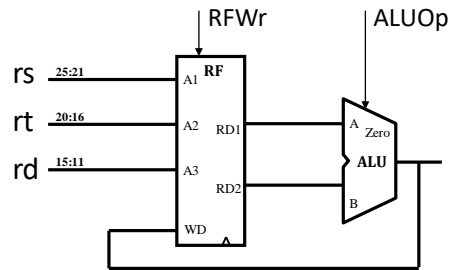 RFWr
ALUOp
RF
rs
25:21
A1
rt
20:16
A2
RD1
A
Zero
rd
15:11
A3
ALU
RD2
B
WD